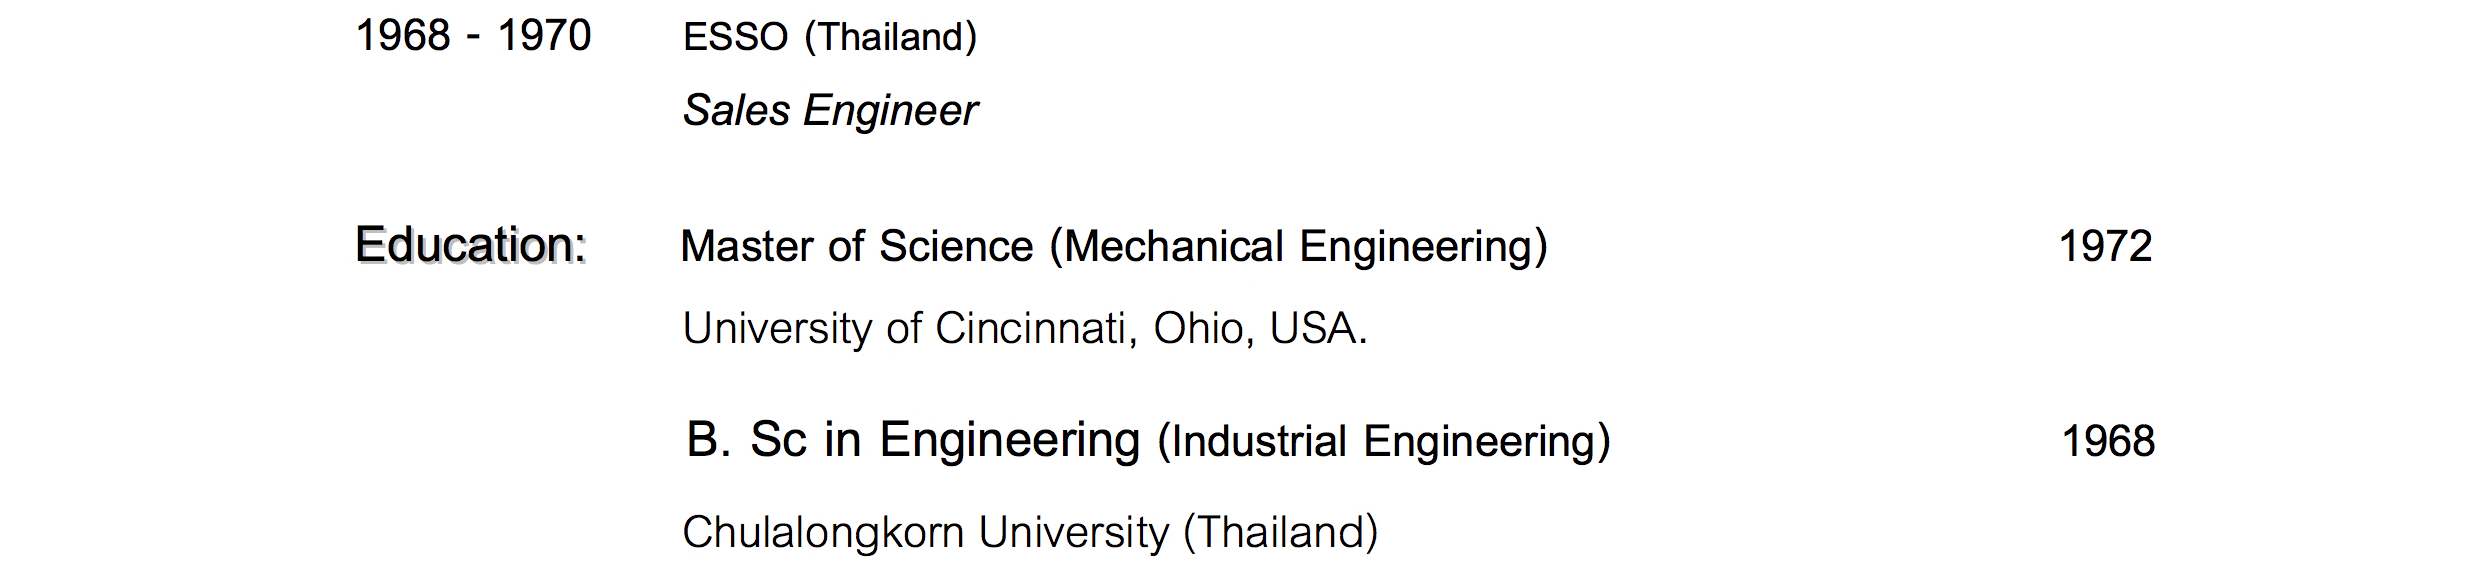 1968 - 1970 ESSO (Thailand)
Sales Engineer
Education: Master of Science (Mechanical Engineering) 1972
University of Cincinnati, Ohio, USA.
B. Sc in Engineering (Industrial Engineering) 1968
Chulalongkorn University (Thailand)